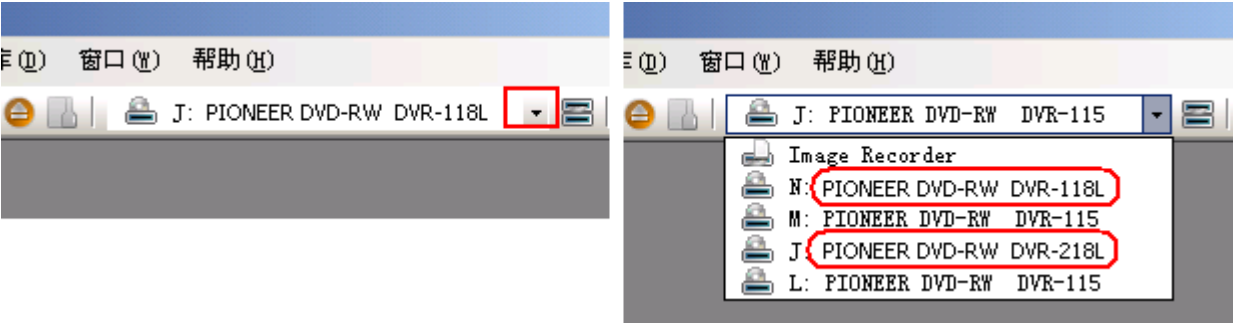 库(D) 窗口(W) 帮助(H)
J: PIONEER DVD-RW DVR-118L
(D) 窗口(W) 帮助(H)
J: PIONEER DVD-RW DVR-115
Image Recorder
N: PIONEER DVD-RW DVR-118L
M: PIONEER DVD-RW DVR-115
J: PIONEER DVD-RW DVR-218L
L: PIONEER DVD-RW DVR-115